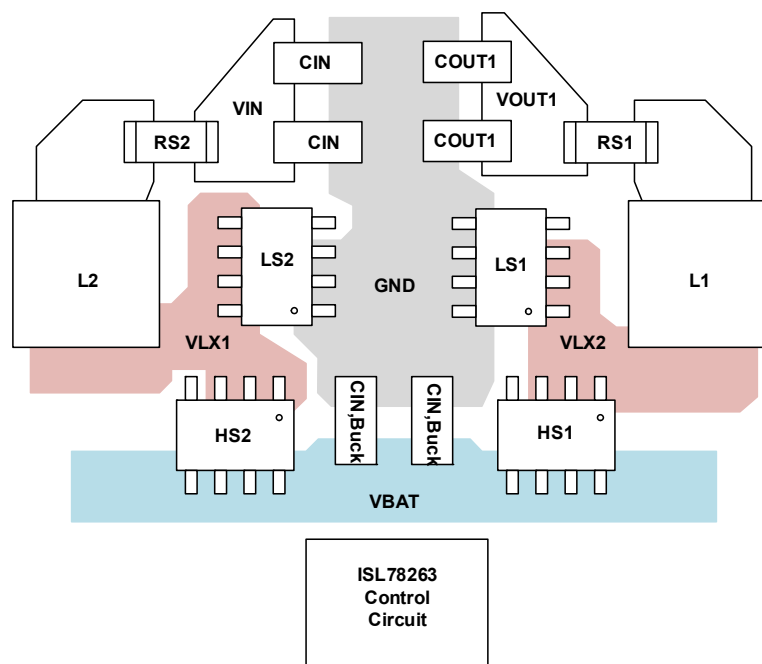 CIN
COUT1
VIN
VOUT1
RS2
CIN
COUT1
RS1
LS2
LS1
L2
GND
L1
VLX1
VLX2
CIN,Buck
CIN,Buck
HS2
HS1
VBAT
ISL78263
Control
Circuit